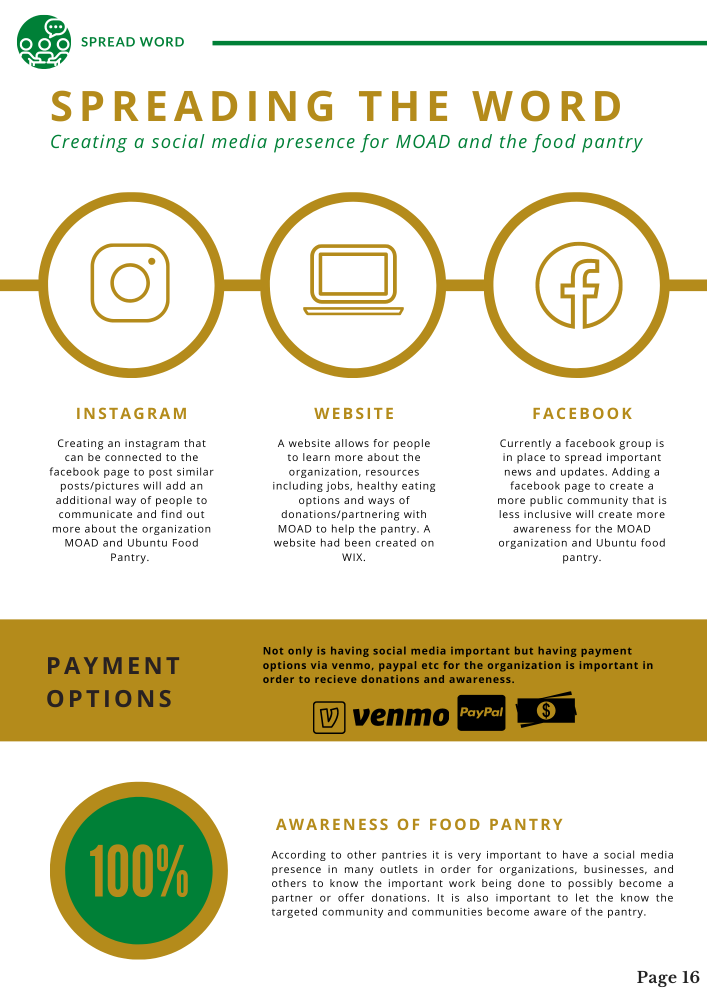 SPREAD WORD
SPREADING THE WORD
Creating a social media presence for MOAD and the food pantry
INSTAGRAM
Creating an instagram that
can be connected to the
facebook page to post similar
posts/pictures will add an
additional way of people to
communicate and find out
more about the organization
MOAD and Ubuntu Food
Pantry.
WEBSITE
A website allows for people
to learn more about the
organization, resources
including jobs, healthy eating
options and ways of
donations/partnering with
MOAD to help the pantry. A
website had been created on
WIX.
FACEBOOK
Currently a facebook group is
in place to spread important
news and updates. Adding a
facebook page to create a
more public community that is
less inclusive will create more
awareness for the MOAD
organization and Ubuntu food
pantry.
PAYMENT
OPTIONS
Not only is having social media important but having payment
options via venmo, paypal etc for the organization is important in
order to recieve donations and awareness.
V venmo PayPal $
100%
AWARENESS OF FOOD PANTRY
According to other pantries it is very important to have a social media
presence in many outlets in order for organizations, businesses, and
others to know the important work being done to possibly become a
partner or offer donations. It is also important to let the know the
targeted community and communities become aware of the pantry.
Page 16